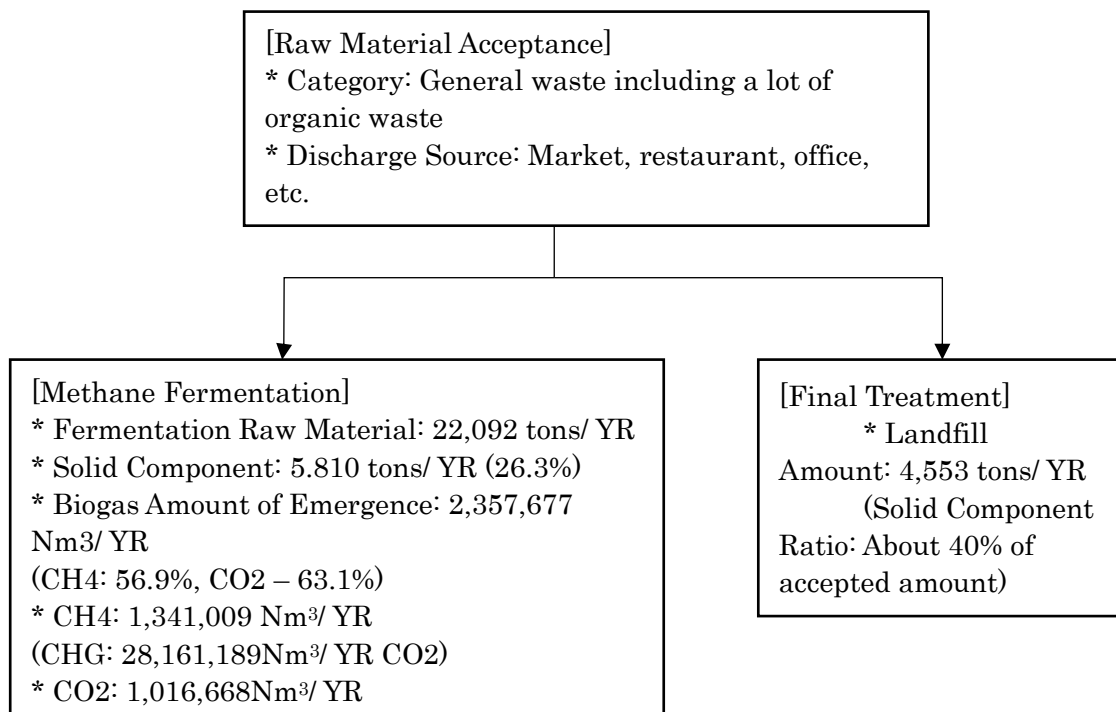 [Raw Material Acceptance]
* Category: General waste including a lot of
organic waste
* Discharge Source: Market, restaurant, office,
etc.
[Methane Fermentation]
* Fermentation Raw Material: 22,092 tons/ YR
* Solid Component: 5.810 tons/ YR (26.3%)
* Biogas Amount of Emergence: 2,357,677
Nm3/ YR
(CH4: 56.9%, CO2 – 63.1%)
* CH4: 1,341,009 Nm³/ YR
(CHG: 28,161,189Nm³/ YR CO2)
* CO2: 1,016,668Nm³/ YR
[Final Treatment]
* Landfill
Amount: 4,553 tons/ YR
(Solid Component
Ratio: About 40% of
accepted amount)